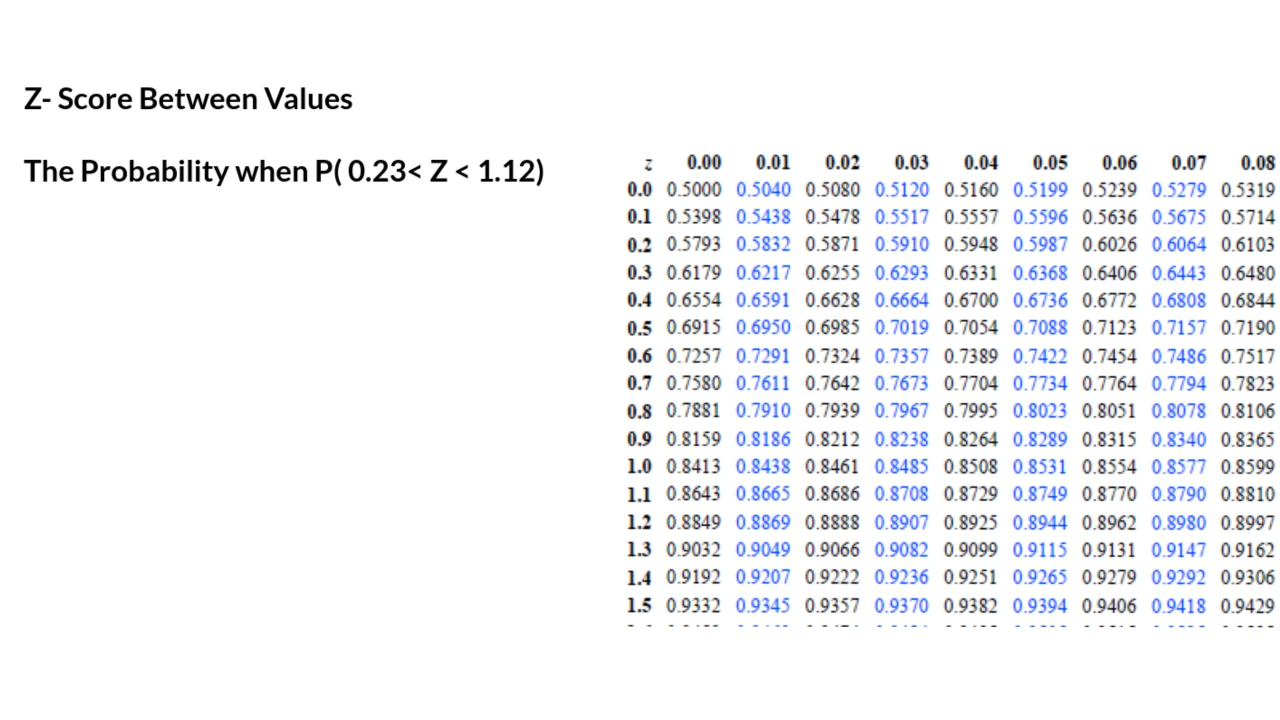 Z- Score Between Values
The Probability when P( 0.23< Z < 1.12)
z 0.00 0.01 0.02 0.03 0.04 0.05 0.06 0.07 0.08
0.0 0.5000 0.5040 0.5080 0.5120 0.5160 0.5199 0.5239 0.5279 0.5319
0.1 0.5398 0.5438 0.5478 0.5517 0.5557 0.5596 0.5636 0.5675 0.5714
0.2 0.5793 0.5832 0.5871 0.5910 0.5948 0.5987 0.6026 0.6064 0.6103
0.3 0.6179 0.6217 0.6255 0.6293 0.6331 0.6368 0.6406 0.6443 0.6480
0.4 0.6554 0.6591 0.6628 0.6664 0.6700 0.6736 0.6772 0.6808 0.6844
0.5 0.6915 0.6950 0.6985 0.7019 0.7054 0.7088 0.7123 0.7157 0.7190
0.6 0.7257 0.7291 0.7324 0.7357 0.7389 0.7422 0.7454 0.7486 0.7517
0.7 0.7580 0.7611 0.7642 0.7673 0.7704 0.7734 0.7764 0.7794 0.7823
0.8 0.7881 0.7910 0.7939 0.7967 0.7995 0.8023 0.8051 0.8078 0.8106
0.9 0.8159 0.8186 0.8212 0.8238 0.8264 0.8289 0.8315 0.8340 0.8365
1.0 0.8413 0.8438 0.8461 0.8485 0.8508 0.8531 0.8554 0.8577 0.8599
1.1 0.8643 0.8665 0.8686 0.8708 0.8729 0.8749 0.8770 0.8790 0.8810
1.2 0.8849 0.8869 0.8888 0.8907 0.8925 0.8944 0.8962 0.8980 0.8997
1.3 0.9032 0.9049 0.9066 0.9082 0.9099 0.9115 0.9131 0.9147 0.9162
1.4 0.9192 0.9207 0.9222 0.9236 0.9251 0.9265 0.9279 0.9292 0.9306
1.5 0.9332 0.9345 0.9357 0.9370 0.9382 0.9394 0.9406 0.9418 0.9429